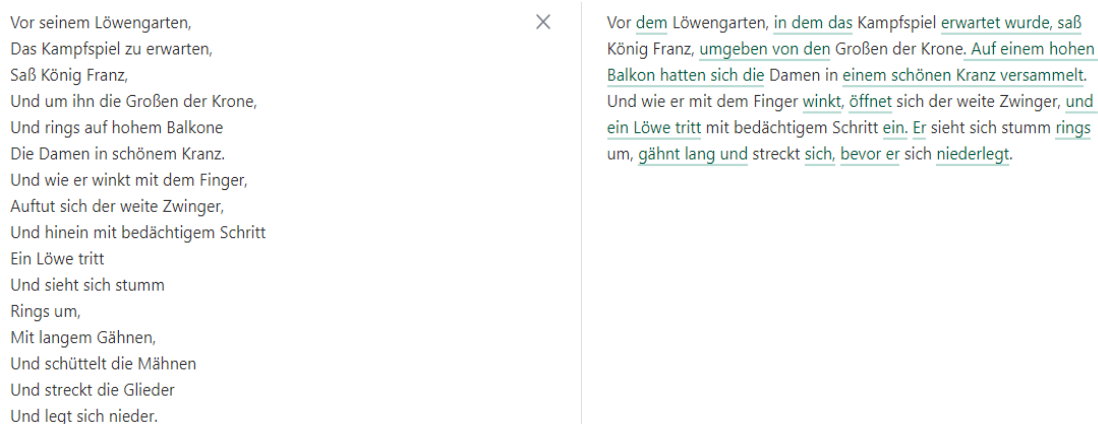 Vor seinem Löwengarten,
Das Kampfspiel zu erwarten,
Saß König Franz,
Und um ihn die Großen der Krone,
Und rings auf hohem Balkone
Die Damen in schönem Kranz.
Und wie er winkt mit dem Finger,
Auftut sich der weite Zwinger,
Und hinein mit bedächtigem Schritt
Ein Löwe tritt
Und sieht sich stumm
Rings um,
Mit langem Gähnen,
Und schüttelt die Mähnen
Und streckt die Glieder
Und legt sich nieder.
Vor dem Löwengarten, in dem das Kampfspiel erwartet wurde, saß
König Franz, umgeben von den Großen der Krone. Auf einem hohen
Balkon hatten sich die Damen in einem schönen Kranz versammelt.
Und wie er mit dem Finger winkt, öffnet sich der weite Zwinger, und
ein Löwe tritt mit bedächtigem Schritt ein. Er sieht sich stumm rings
um, gähnt lang und streckt sich, bevor er sich niederlegt.